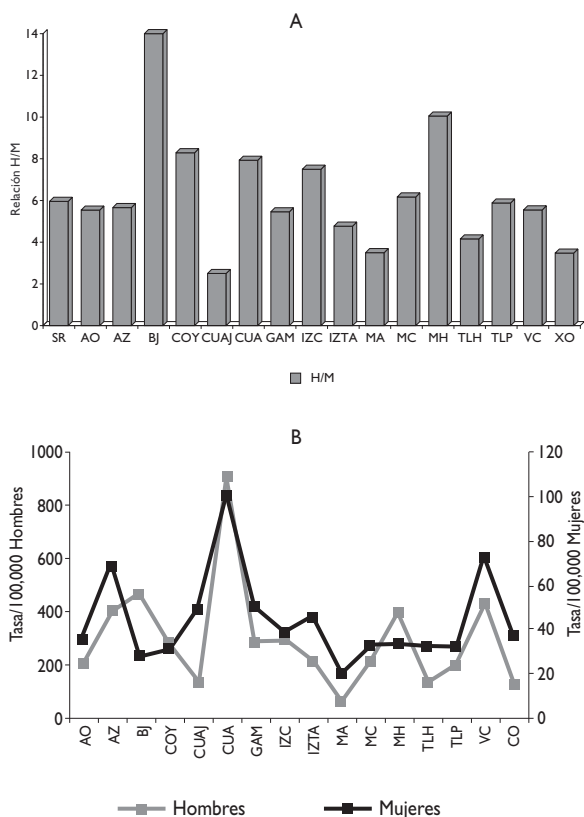 A
Relación H/M
14
12
10
8
6
4
2
0
SR AO AZ BJ COY CUAJ CUA GAM IZC IZTA MA MC MH TLH TLP VC XO
H/M
B
Tasa/100,000 Hombres
1000
800
600
400
200
0
120
100
80
60
40
20
0
Tasa/100,000 Mujeres
AO AZ BJ COY CUAJ CUA GAM IZC IZTA MA MC MH TLH TLP VC CO
Hombres Mujeres